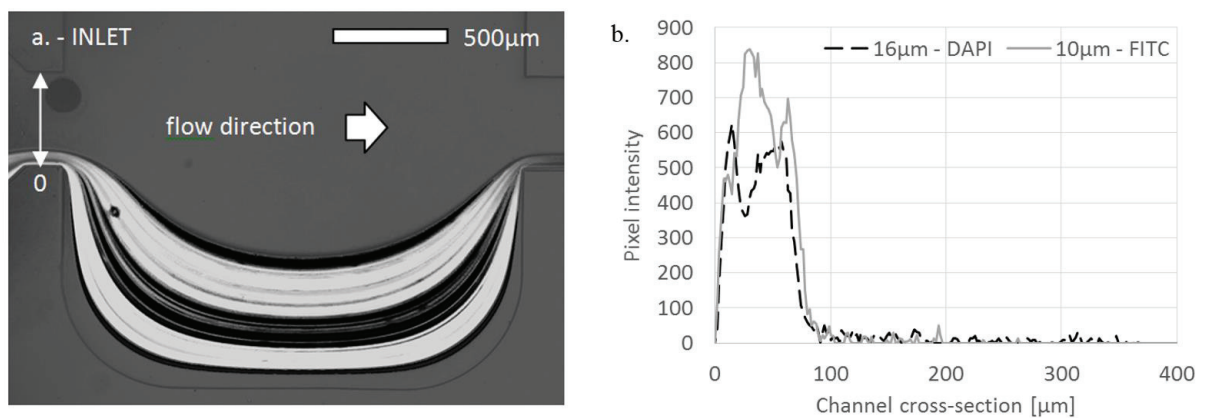 a. - INLET
500µm
flow direction
0
b.
900
800
700
600
500
400
300
200
100
0
Pixel intensity
16µm - DAPI
10µm - FITC
0
100
200
300
400
Channel cross-section [µm]